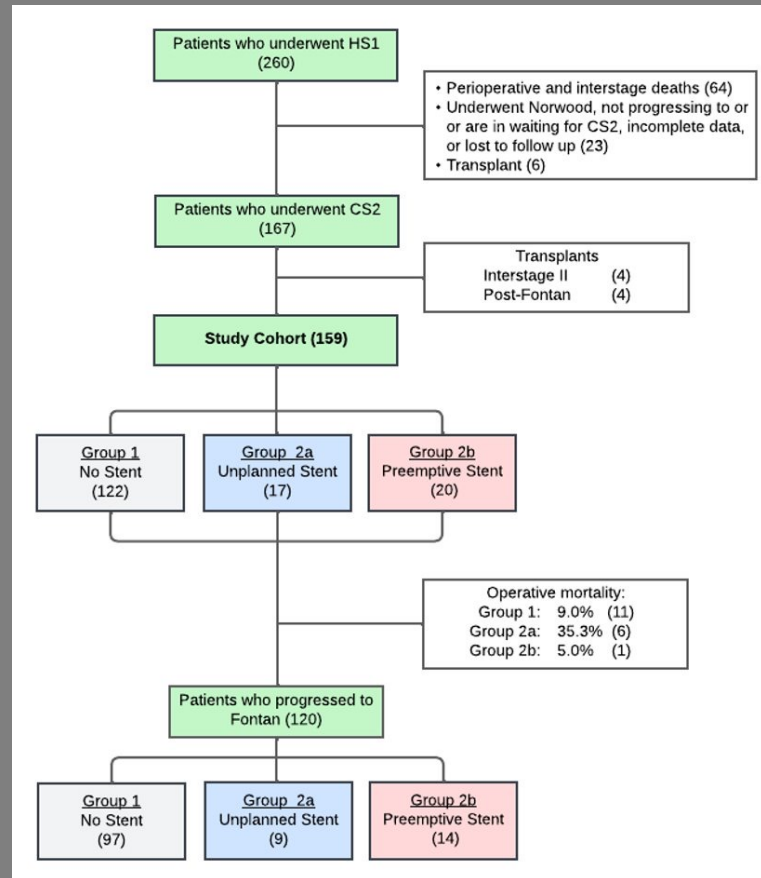 Patients who underwent HS1
(260)
• Perioperative and interstage deaths (64)
• Underwent Norwood, not progressing to or
or are in waiting for CS2, incomplete data,
or lost to follow up (23)
• Transplant (6)
Patients who underwent CS2
(167)
Transplants
Interstage II (4)
Post-Fontan (4)
Study Cohort (159)
Group 1
No Stent
(122)
Group 2a
Unplanned Stent
(17)
Group 2b
Preemptive Stent
(20)
Operative mortality:
Group 1: 9.0% (11)
Group 2a: 35.3% (6)
Group 2b: 5.0% (1)
Patients who progressed to
Fontan (120)
Group 1
No Stent
(97)
Group 2a
Unplanned Stent
(9)
Group 2b
Preemptive Stent
(14)